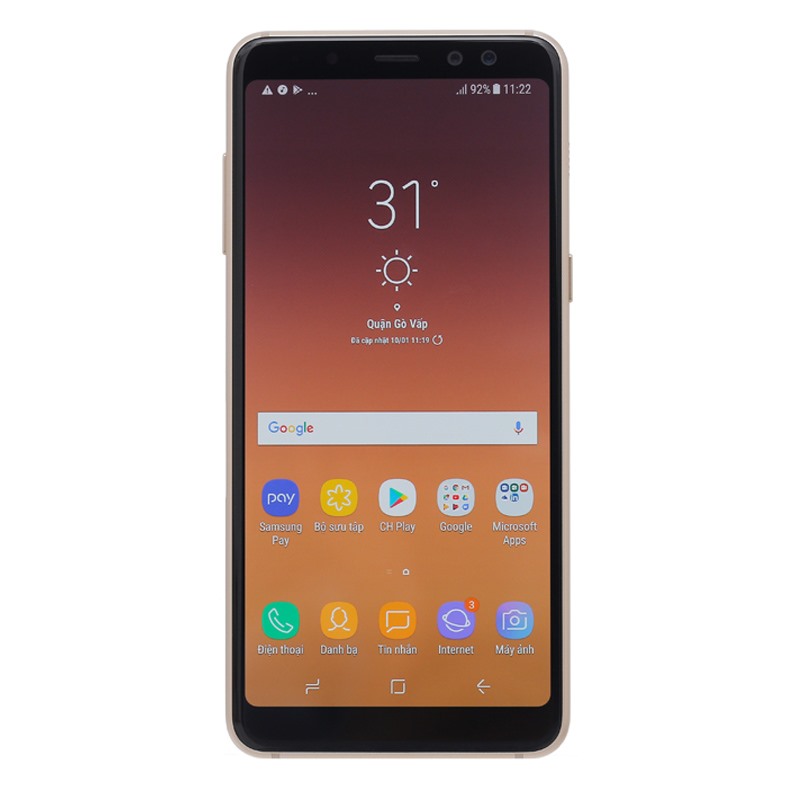 ... 92% 11:22
31°
Quận Gò Vấp
Đã cập nhật 10/01 11:19
Google
pay
Samsung Pay
Bộ sưu tập
CH Play
Google
Microsoft Apps
3
Điện thoại
Danh bạ
Tin nhắn
Internet
Máy ảnh